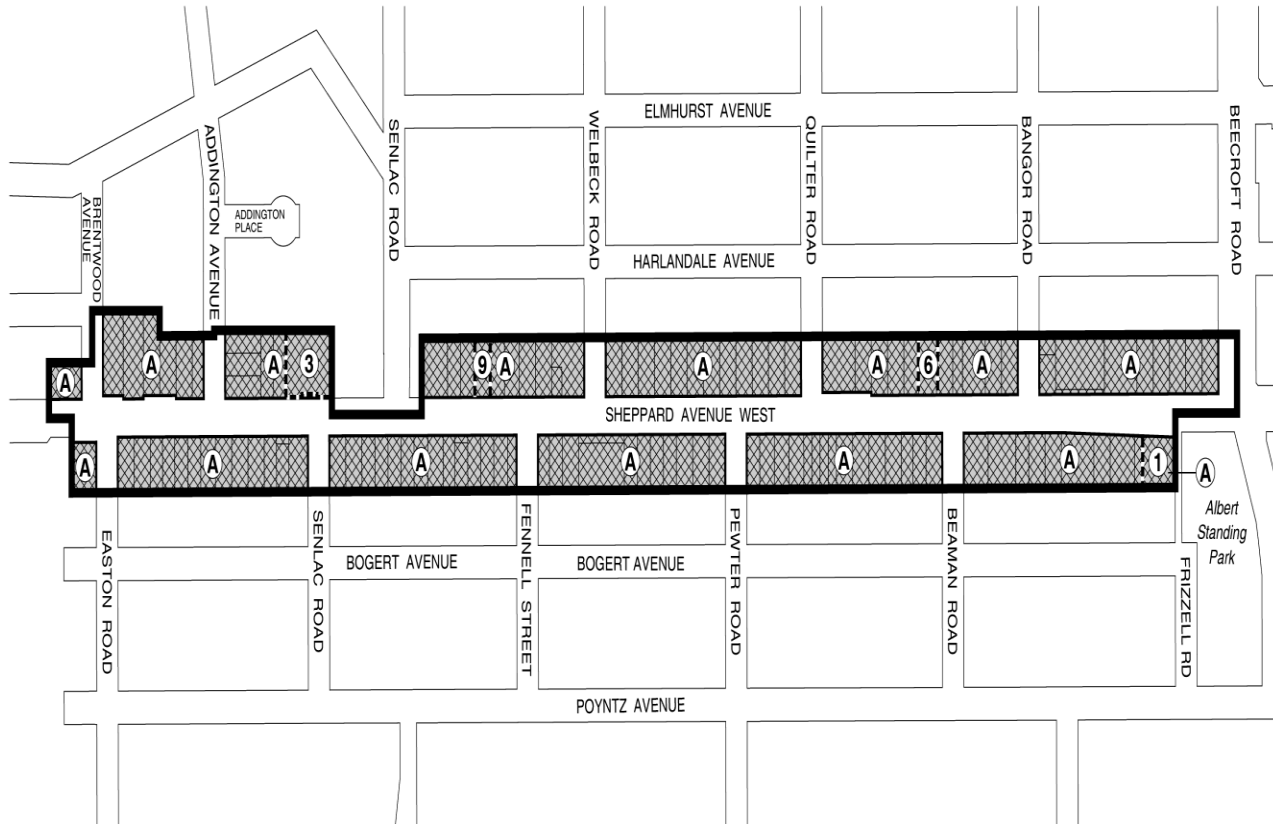 ELMHURST AVENUE
SENLAC ROAD
WELBECK ROAD
QUILTER ROAD
BANGOR ROAD
BEECROFT ROAD
ADDINGTON AVENUE
BRENTWOOD
AVENUE
ADDINGTON
PLACE
HARLANDALE AVENUE
A
A
A
3
9
A
A
A
6
A
A
SHEPPARD AVENUE WEST
A
A
A
A
A
A
1
A
Albert
Standing
Park
EASTON ROAD
SENLAC ROAD
FENNELL STREET
PEWTER ROAD
BEAMAN ROAD
FRIZZELL RD
BOGERT AVENUE
BOGERT AVENUE
POYNTZ AVENUE